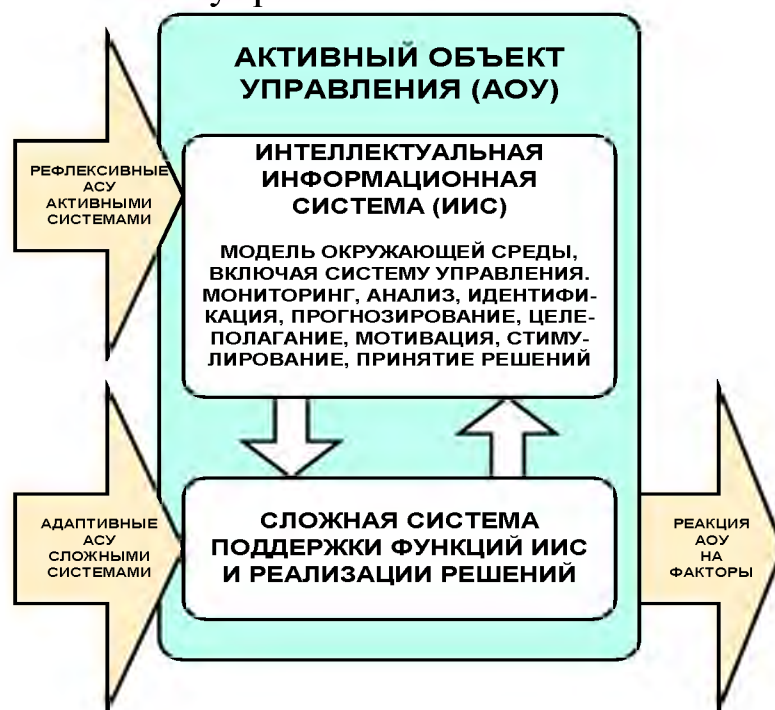 АКТИВНЫЙ ОБЪЕКТ
УПРАВЛЕНИЯ (АОУ)
РЕФЛЕКСИВНЫЕ
АСУ
АКТИВНЫМИ
СИСТЕМАМИ
ИНТЕЛЛЕКТУАЛЬНАЯ
ИНФОРМАЦИОННАЯ
СИСТЕМА (ИИС)
МОДЕЛЬ ОКРУЖАЮЩЕЙ СРЕДЫ,
ВКЛЮЧАЯ СИСТЕМУ УПРАВЛЕНИЯ.
МОНИТОРИНГ, АНАЛИЗ, ИДЕНТИФИ-
КАЦИЯ, ПРОГНОЗИРОВАНИЕ, ЦЕЛЕ-
ПОЛАГАНИЕ, МОТИВАЦИЯ, СТИМУ-
ЛИРОВАНИЕ, ПРИНЯТИЕ РЕШЕНИЙ
АДАПТИВНЫЕ
АСУ
СЛОЖНЫМИ
СИСТЕМАМИ
СЛОЖНАЯ СИСТЕМА
ПОДДЕРЖКИ ФУНКЦИЙ ИИС
И РЕАЛИЗАЦИИ РЕШЕНИЙ
РЕАКЦИЯ
АОУ
НА
ФАКТОРЫ